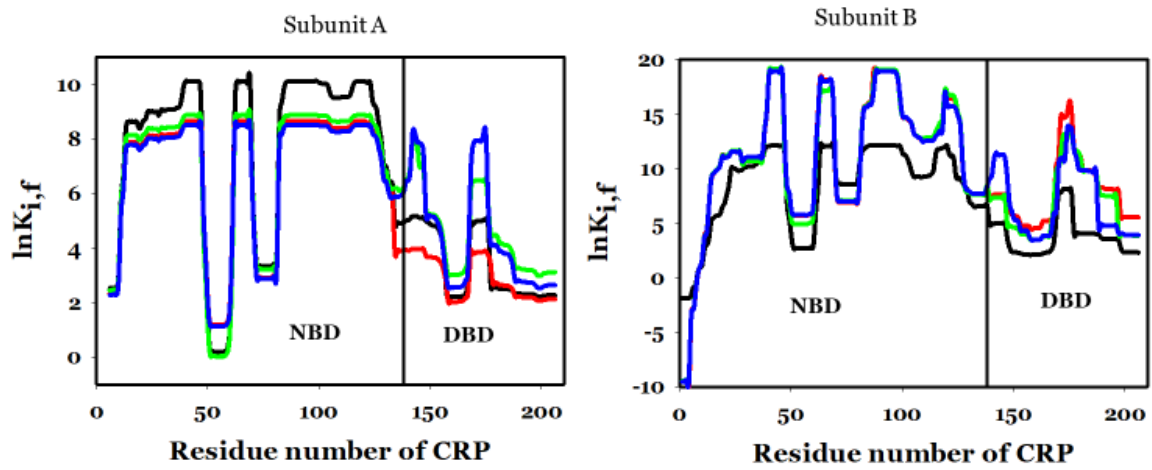 Subunit A
10
8
6
4
2
0
lnKi,f
NBD
DBD
0 50 100 150 200
Residue number of CRP
Subunit B
20
15
10
5
0
-5
-10
lnKi,f
NBD
DBD
0 50 100 150 200
Residue number of CRP